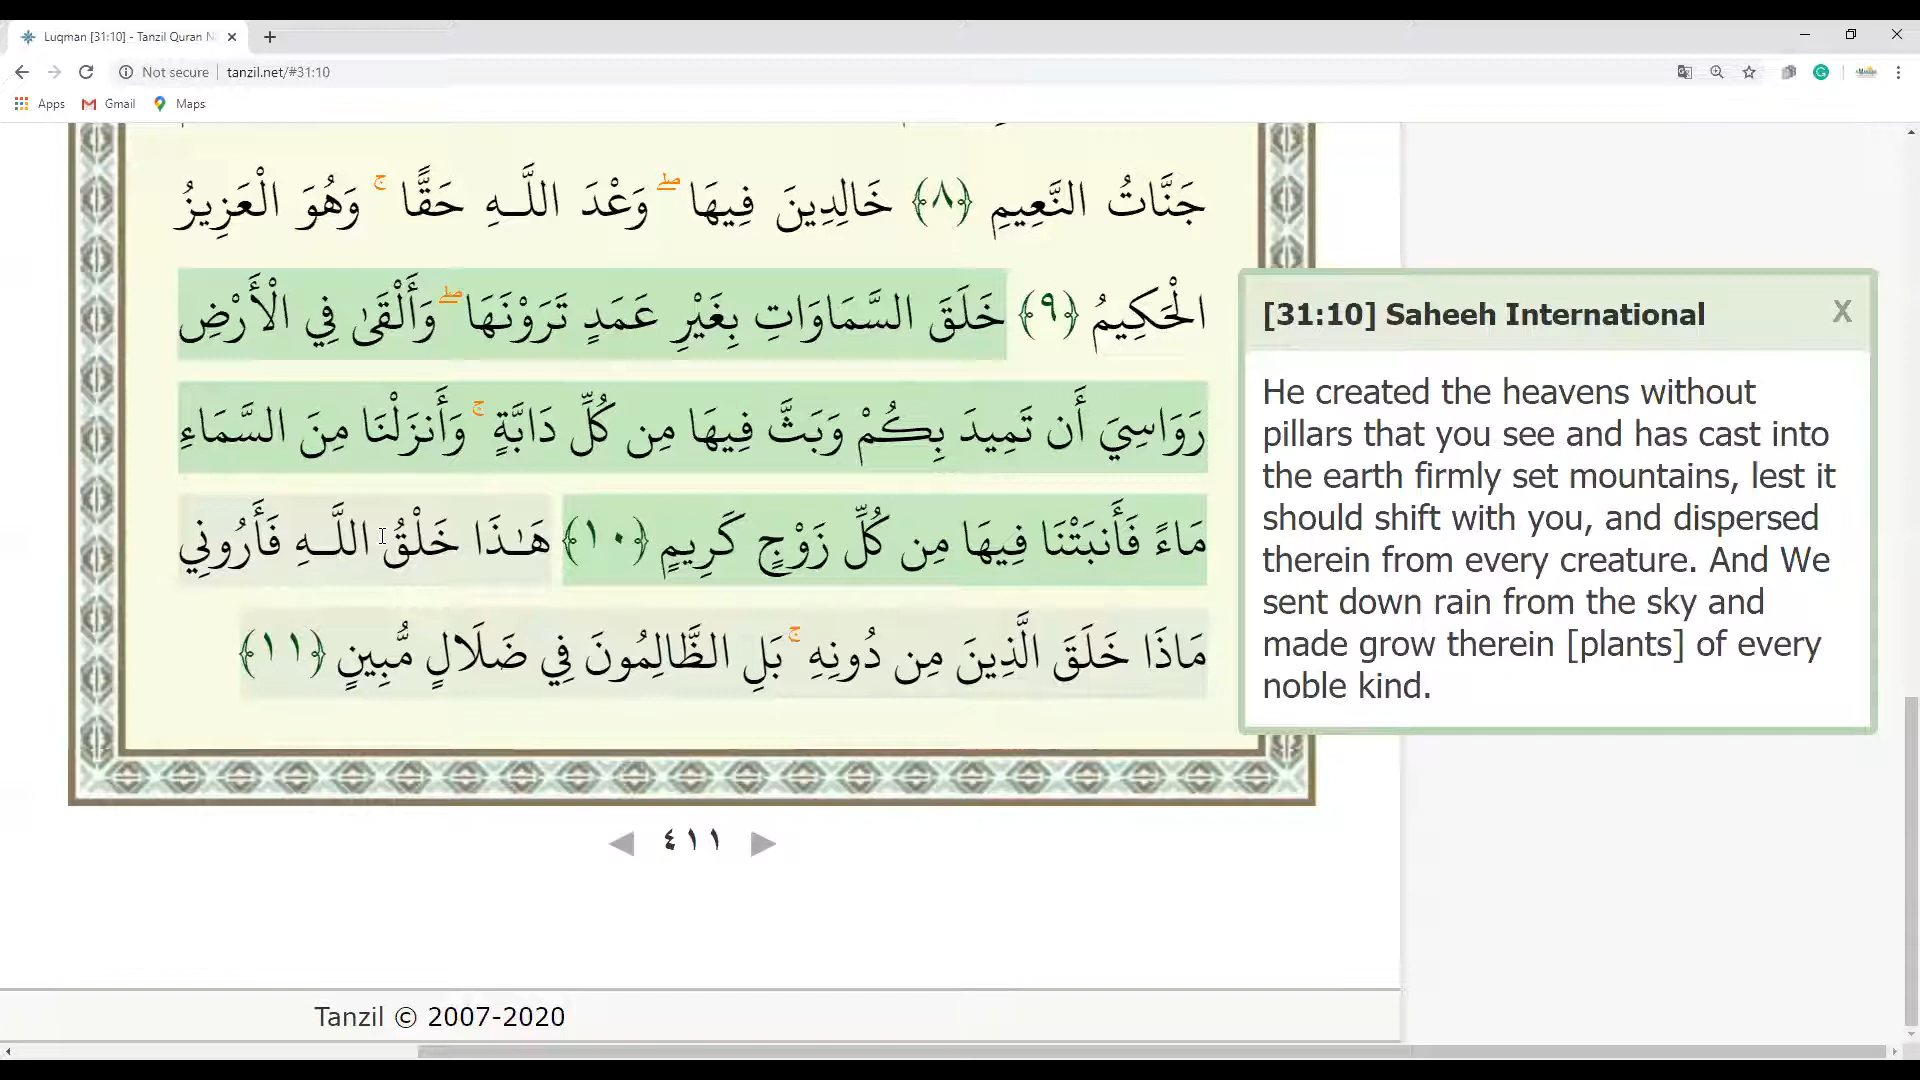 Luqman [31:10] - Tanzil Quran N
Not secure
tanzil.net/#31:10
Apps
Gmail
Maps
جَنَّاتُ النَّعِيمِ ﴿٨﴾ خَالِدِينَ فِيهَا ۖ وَعْدَ اللَّـهِ حَقًّا ۚ وَهُوَ الْعَزِيزُ
الْحَكِيمُ ﴿٩﴾ خَلَقَ السَّمَاوَاتِ بِغَيْرِ عَمَدٍ تَرَوْنَهَا ۖ وَأَلْقَىٰ فِي الْأَرْضِ
رَوَاسِيَ أَن تَمِيدَ بِكُمْ وَبَثَّ فِيهَا مِن كُلِّ دَابَّةٍ ۚ وَأَنزَلْنَا مِنَ السَّمَاءِ
مَاءً فَأَنبَتْنَا فِيهَا مِن كُلِّ زَوْجٍ كَرِيمٍ ﴿١٠﴾ هَـٰذَا خَلْقُ اللَّـهِ فَأَرُونِي
مَاذَا خَلَقَ الَّذِينَ مِن دُونِهِ ۚ بَلِ الظَّالِمُونَ فِي ضَلَالٍ مُّبِينٍ ﴿١١﴾
[31:10] Saheeh International
X
He created the heavens without
pillars that you see and has cast into
the earth firmly set mountains, lest it
should shift with you, and dispersed
therein from every creature. And We
sent down rain from the sky and
made grow therein [plants] of every
noble kind.
٤١١
Tanzil © 2007-2020